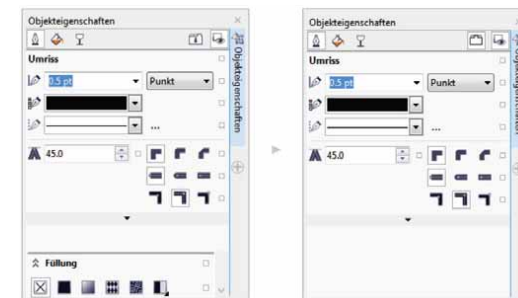 Objekteigenschaften
Umriss
0.5 pt Punkt
...
45.0
Füllung
Objekteigenschaften
Objekteigenschaften
Umriss
0.5 pt Punkt
...
45.0